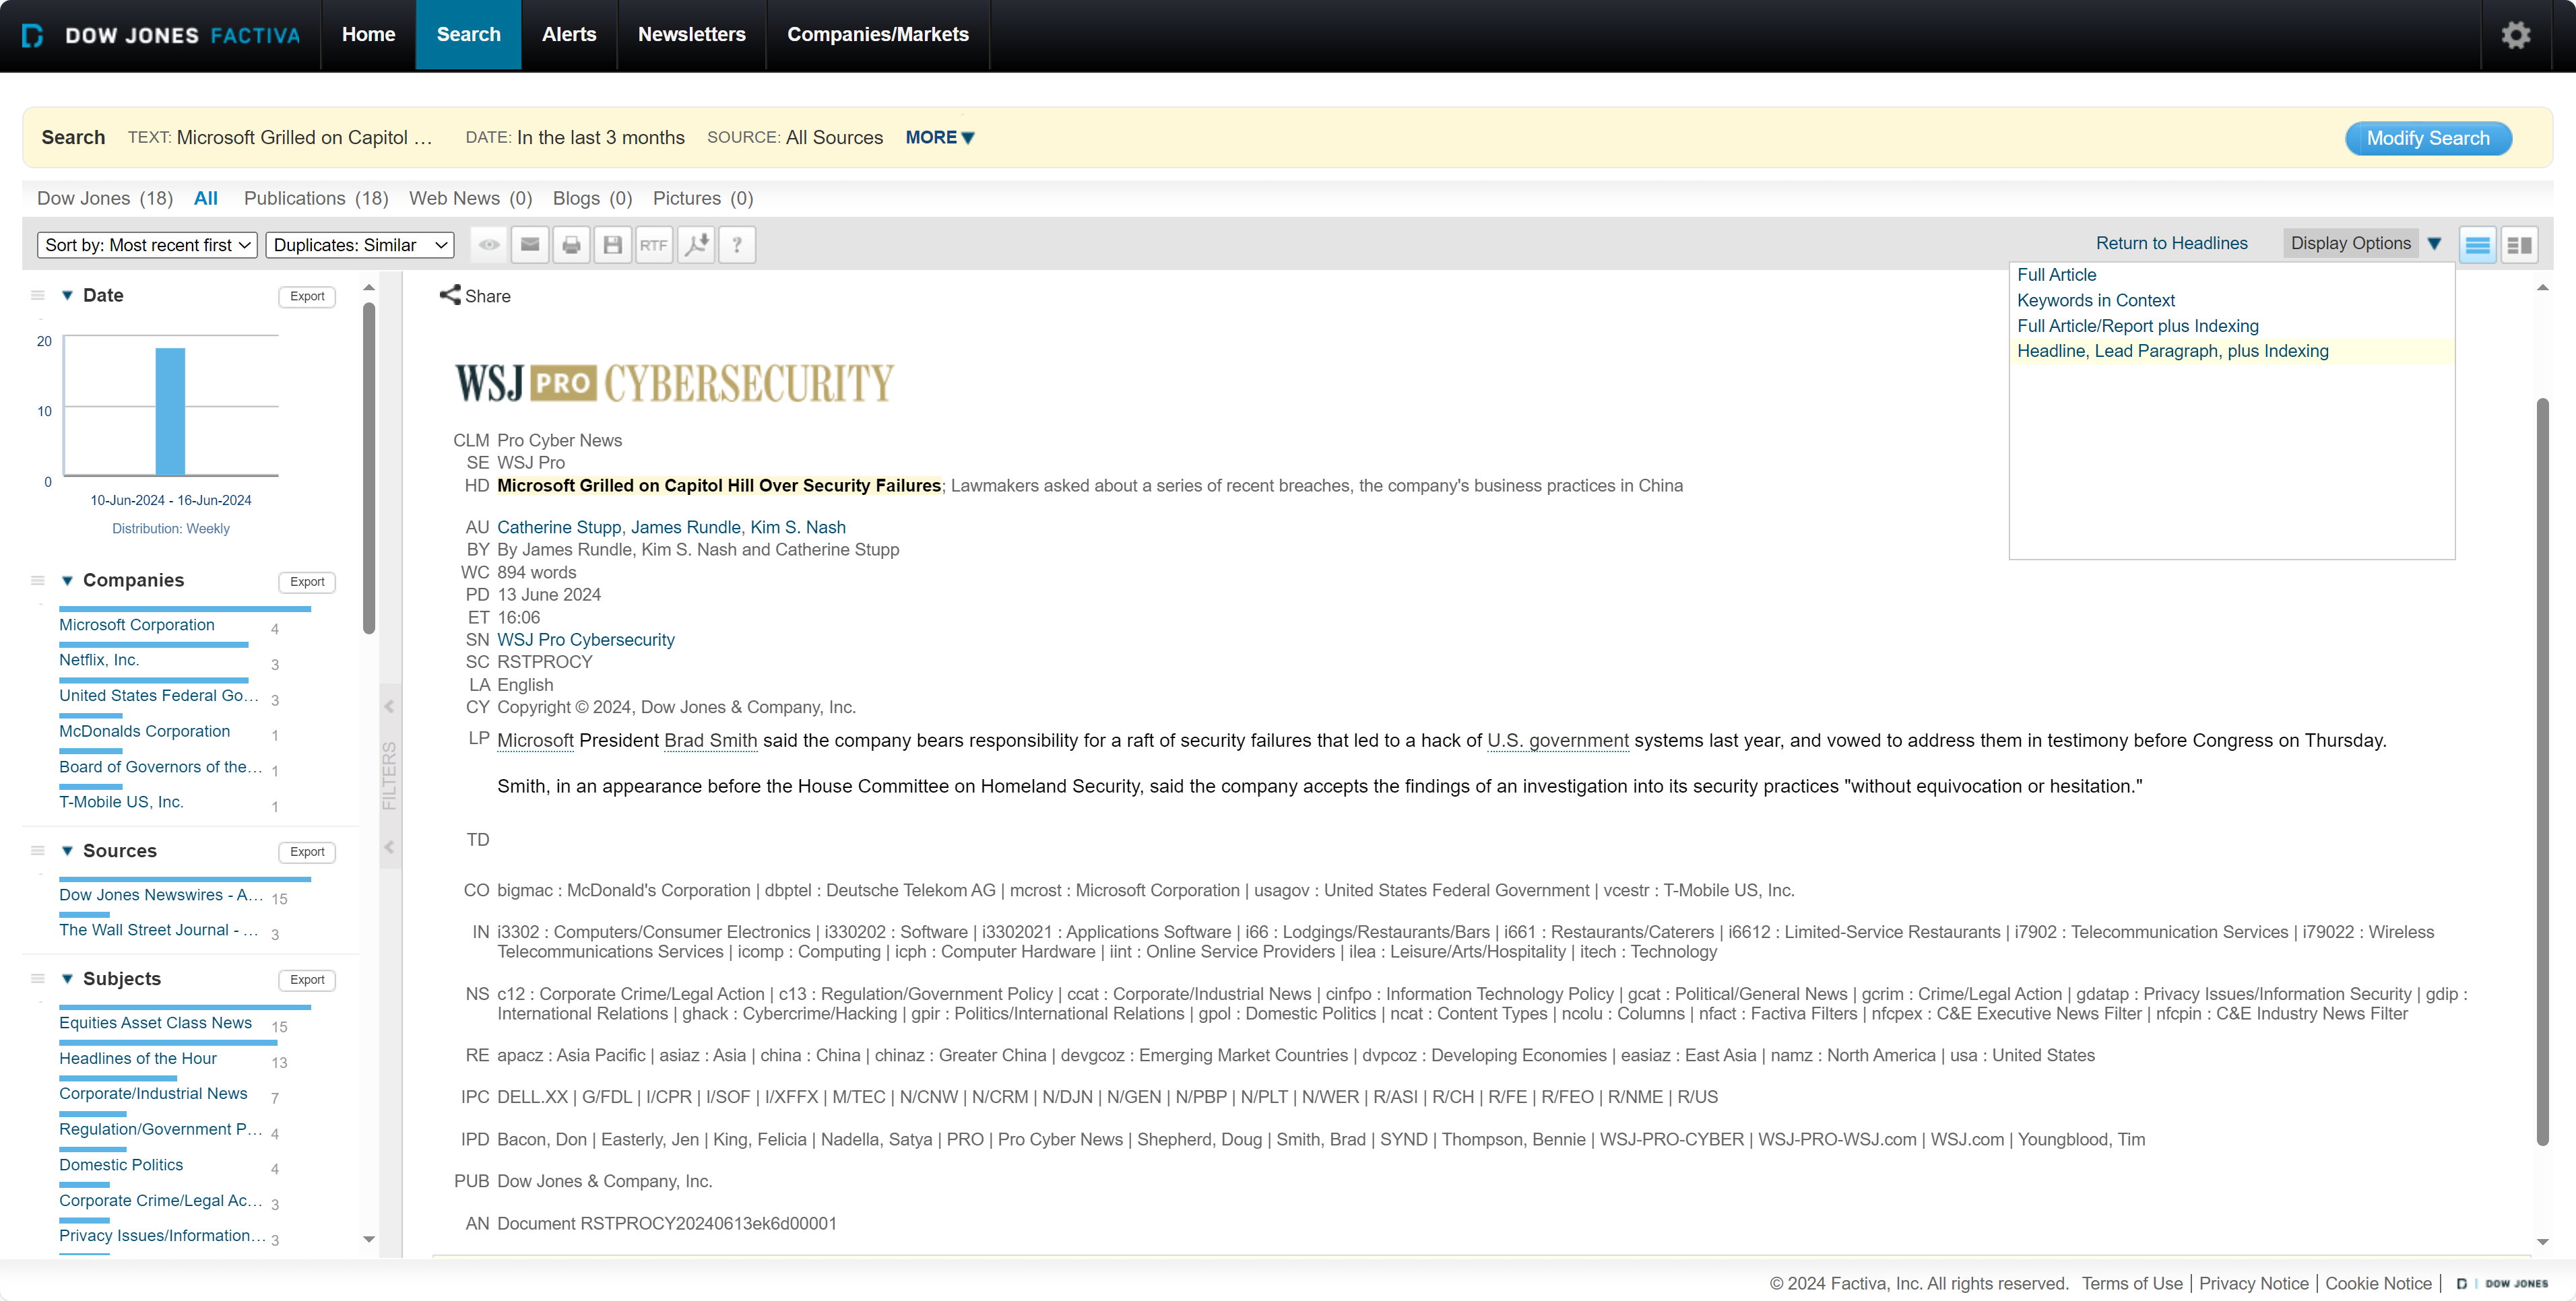 DOW JONES FACTIVA
Home
Search
Alerts
Newsletters
Companies/Markets
Search TEXT: Microsoft Grilled on Capitol ... DATE: In the last 3 months SOURCE: All Sources MORE
Modify Search
Dow Jones (18) All Publications (18) Web News (0) Blogs (0) Pictures (0)
Sort by: Most recent first
Duplicates: Similar
RTF
?
Return to Headlines
Display Options
Full Article
Keywords in Context
Full Article/Report plus Indexing
Headline, Lead Paragraph, plus Indexing
Date
Export
20
10
0
10-Jun-2024 - 16-Jun-2024
Distribution: Weekly
Companies
Export
Microsoft Corporation 4
Netflix, Inc. 3
United States Federal Go... 3
McDonalds Corporation 1
Board of Governors of the... 1
T-Mobile US, Inc. 1
Sources
Export
Dow Jones Newswires - A... 15
The Wall Street Journal - ... 3
Subjects
Export
Equities Asset Class News 15
Headlines of the Hour 13
Corporate/Industrial News 7
Regulation/Government P... 4
Domestic Politics 4
Corporate Crime/Legal Ac... 3
Privacy Issues/Information... 3
FILTERS
Share
WSJ PRO CYBERSECURITY
CLM Pro Cyber News
SE WSJ Pro
HD Microsoft Grilled on Capitol Hill Over Security Failures; Lawmakers asked about a series of recent breaches, the company's business practices in China
AU Catherine Stupp, James Rundle, Kim S. Nash
BY By James Rundle, Kim S. Nash and Catherine Stupp
WC 894 words
PD 13 June 2024
ET 16:06
SN WSJ Pro Cybersecurity
SC RSTPROCY
LA English
CY Copyright © 2024, Dow Jones & Company, Inc.
LP Microsoft President Brad Smith said the company bears responsibility for a raft of security failures that led to a hack of U.S. government systems last year, and vowed to address them in testimony before Congress on Thursday.
Smith, in an appearance before the House Committee on Homeland Security, said the company accepts the findings of an investigation into its security practices "without equivocation or hesitation."
TD
CO bigmac : McDonald's Corporation | dbptel : Deutsche Telekom AG | mcrost : Microsoft Corporation | usagov : United States Federal Government | vcestr : T-Mobile US, Inc.
IN i3302 : Computers/Consumer Electronics | i330202 : Software | i3302021 : Applications Software | i66 : Lodgings/Restaurants/Bars | i661 : Restaurants/Caterers | i6612 : Limited-Service Restaurants | i7902 : Telecommunication Services | i79022 : Wireless
Telecommunications Services | icomp : Computing | icph : Computer Hardware | iint : Online Service Providers | ilea : Leisure/Arts/Hospitality | itech : Technology
NS c12 : Corporate Crime/Legal Action | c13 : Regulation/Government Policy | ccat : Corporate/Industrial News | cinfpo : Information Technology Policy | gcat : Political/General News | gcrim : Crime/Legal Action | gdatap : Privacy Issues/Information Security | gdip :
International Relations | ghack : Cybercrime/Hacking | gpir : Politics/International Relations | gpol : Domestic Politics | ncat : Content Types | ncolu : Columns | nfact : Factiva Filters | nfcpex : C&E Executive News Filter | nfcpin : C&E Industry News Filter
RE apacz : Asia Pacific | asiaz : Asia | china : China | chinaz : Greater China | devgcoz : Emerging Market Countries | dvpcoz : Developing Economies | easiaz : East Asia | namz : North America | usa : United States
IPC DELL.XX | G/FDL | I/CPR | I/SOF | I/XFFX | M/TEC | N/CNW | N/CRM | N/DJN | N/GEN | N/PBP | N/PLT | N/WER | R/ASI | R/CH | R/FE | R/FEO | R/NME | R/US
IPD Bacon, Don | Easterly, Jen | King, Felicia | Nadella, Satya | PRO | Pro Cyber News | Shepherd, Doug | Smith, Brad | SYND | Thompson, Bennie | WSJ-PRO-CYBER | WSJ-PRO-WSJ.com | WSJ.com | Youngblood, Tim
PUB Dow Jones & Company, Inc.
AN Document RSTPROCY20240613ek6d00001
© 2024 Factiva, Inc. All rights reserved. Terms of Use | Privacy Notice | Cookie Notice | DOW JONES